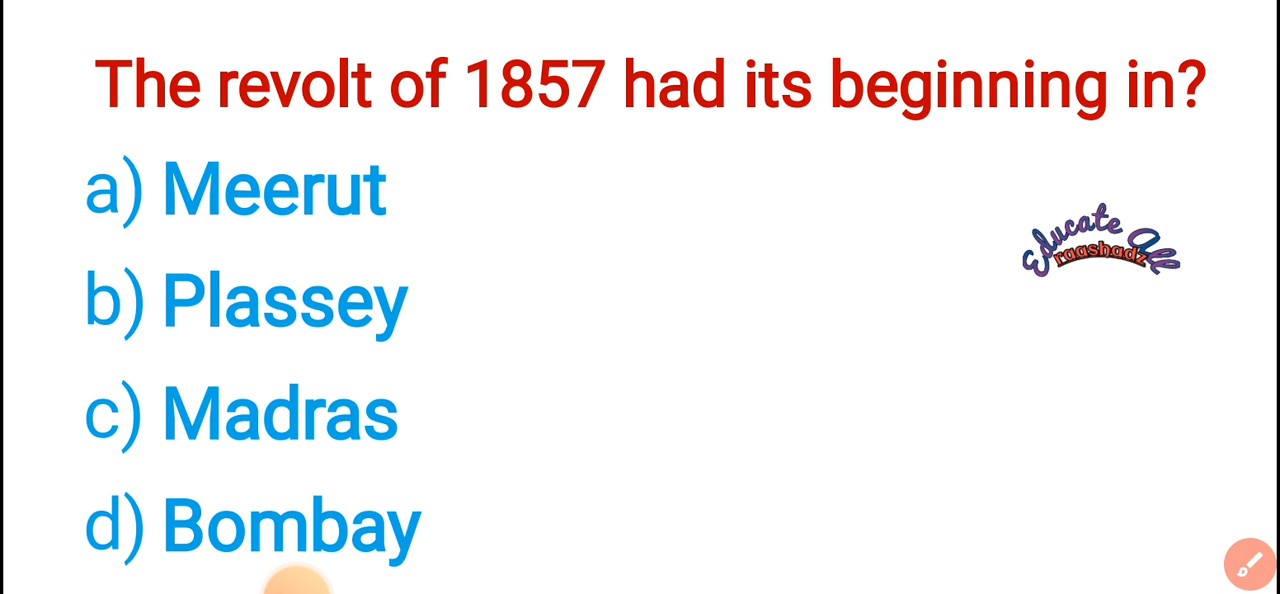 The revolt of 1857 had its beginning in?
a) Meerut
Educate All
raashadz
b) Plassey
c) Madras
d) Bombay